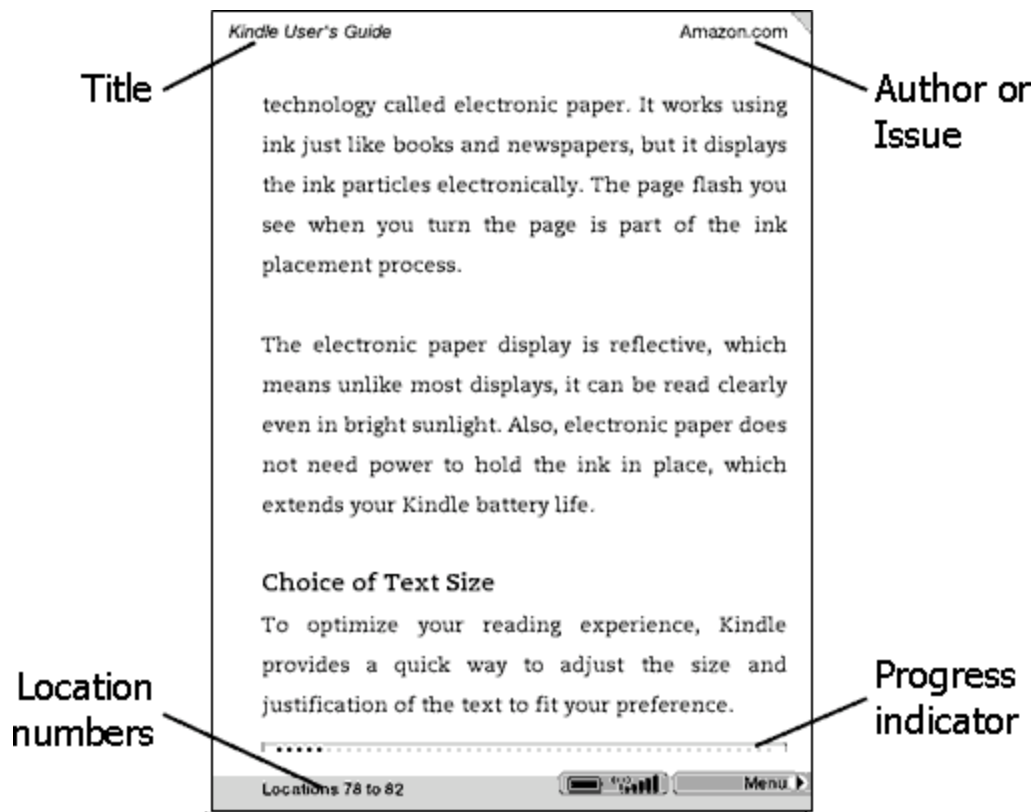 Kindle User's Guide
Amazon.com
Title
Author or
Issue
technology called electronic paper. It works using
ink just like books and newspapers, but it displays
the ink particles electronically. The page flash you
see when you turn the page is part of the ink
placement process.
The electronic paper display is reflective, which
means unlike most displays, it can be read clearly
even in bright sunlight. Also, electronic paper does
not need power to hold the ink in place, which
extends your Kindle battery life.
Choice of Text Size
To optimize your reading experience, Kindle
provides a quick way to adjust the size and
justification of the text to fit your preference.
Location
numbers
Progress
indicator
Locations 78 to 82
Menu